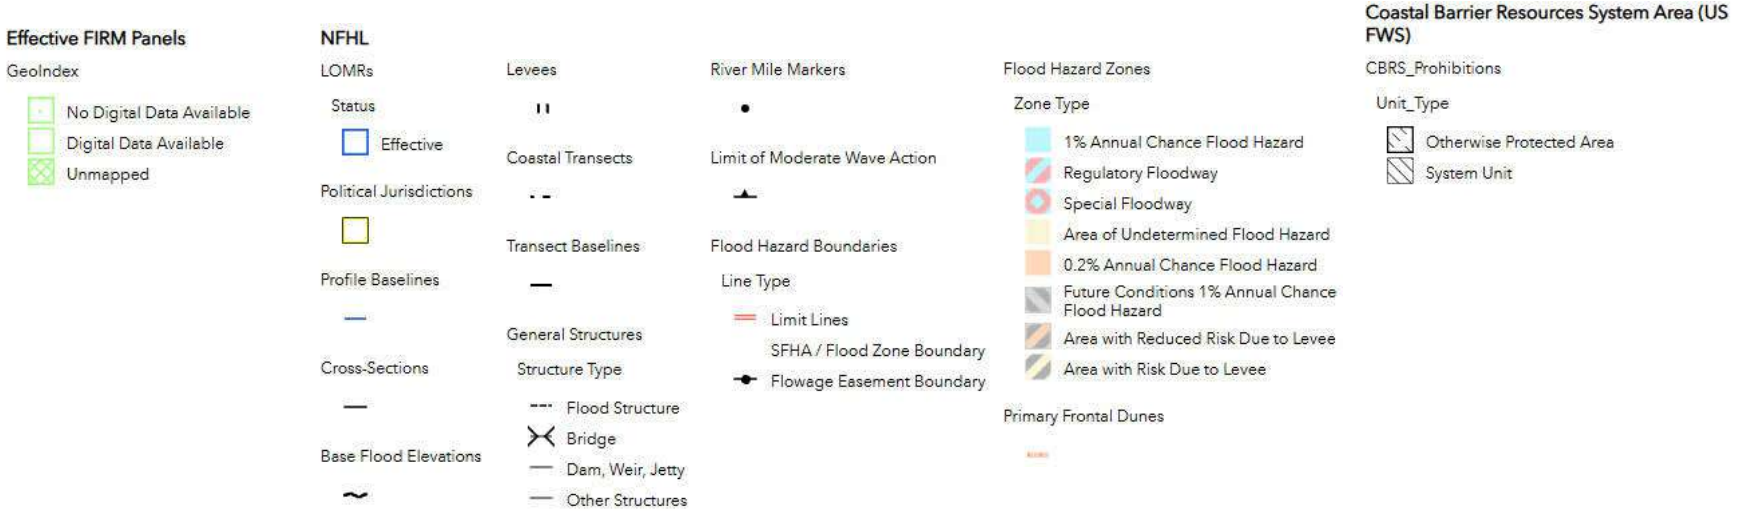 Effective FIRM Panels
GeoIndex
No Digital Data Available
Digital Data Available
Unmapped
NFHL
LOMRs
Status
Effective
Political Jurisdictions
Profile Baselines
Cross-Sections
Base Flood Elevations
Levees
Coastal Transects
Transect Baselines
General Structures
Structure Type
Flood Structure
Bridge
Dam, Weir, Jetty
Other Structures
River Mile Markers
Limit of Moderate Wave Action
Flood Hazard Boundaries
Line Type
Limit Lines
SFHA / Flood Zone Boundary
Flowage Easement Boundary
Flood Hazard Zones
Zone Type
1% Annual Chance Flood Hazard
Regulatory Floodway
Special Floodway
Area of Undetermined Flood Hazard
0.2% Annual Chance Flood Hazard
Future Conditions 1% Annual Chance
Flood Hazard
Area with Reduced Risk Due to Levee
Area with Risk Due to Levee
Primary Frontal Dunes
Coastal Barrier Resources System Area (US
FWS)
CBRS_Prohibitions
Unit_Type
Otherwise Protected Area
System Unit